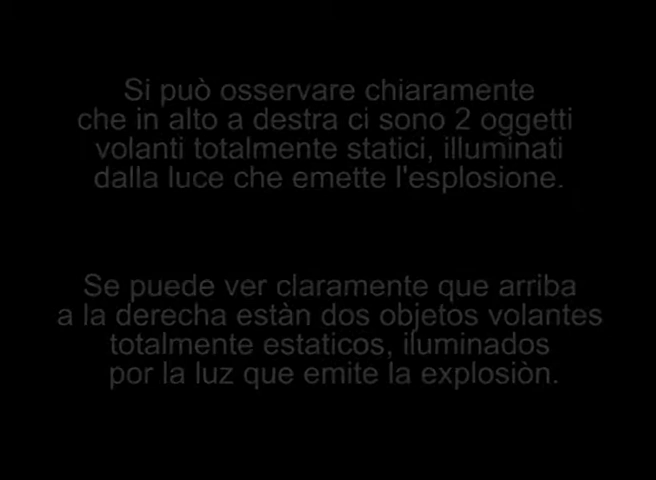 Si può osservare chiaramente
che in alto a destra ci sono 2 oggetti
volanti totalmente statici, illuminati
dalla luce che emette l'esplosione.
Se puede ver claramente que arriba
a la derecha estàn dos objetos volantes
totalmente estaticos, iluminados
por la luz que emite la explosiòn.